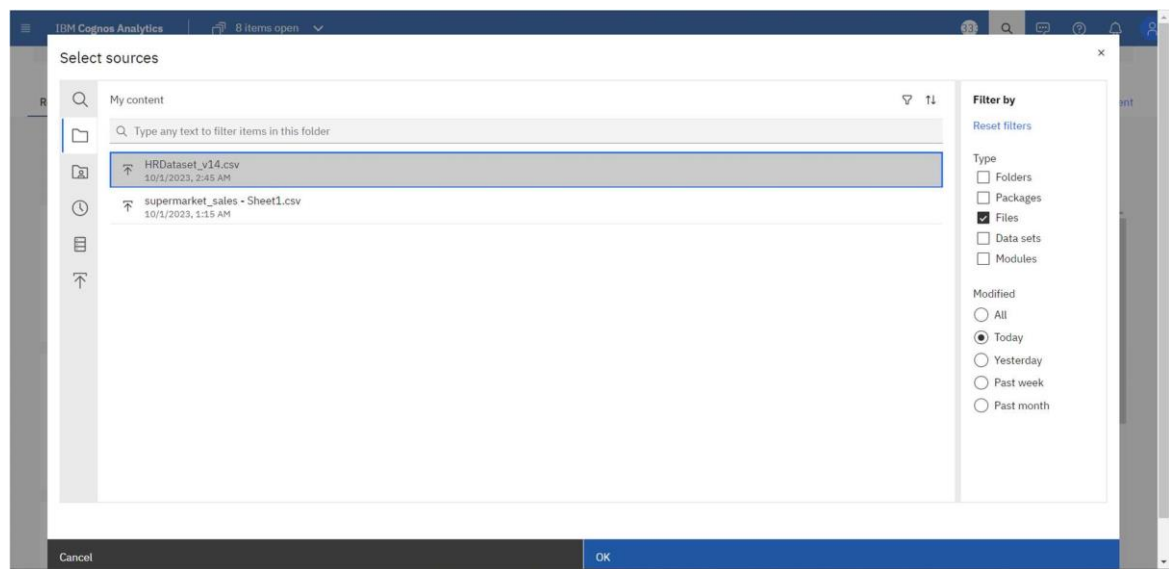 IBM Cognos Analytics
8 items open
Select sources
My content
Type any text to filter items in this folder
HRDataset_v14.csv
10/1/2023, 2:45 AM
supermarket_sales - Sheet1.csv
10/1/2023, 1:15 AM
Filter by
Reset filters
Type
Folders
Packages
Files
Data sets
Modules
Modified
All
Today
Yesterday
Past week
Past month
Cancel
OK